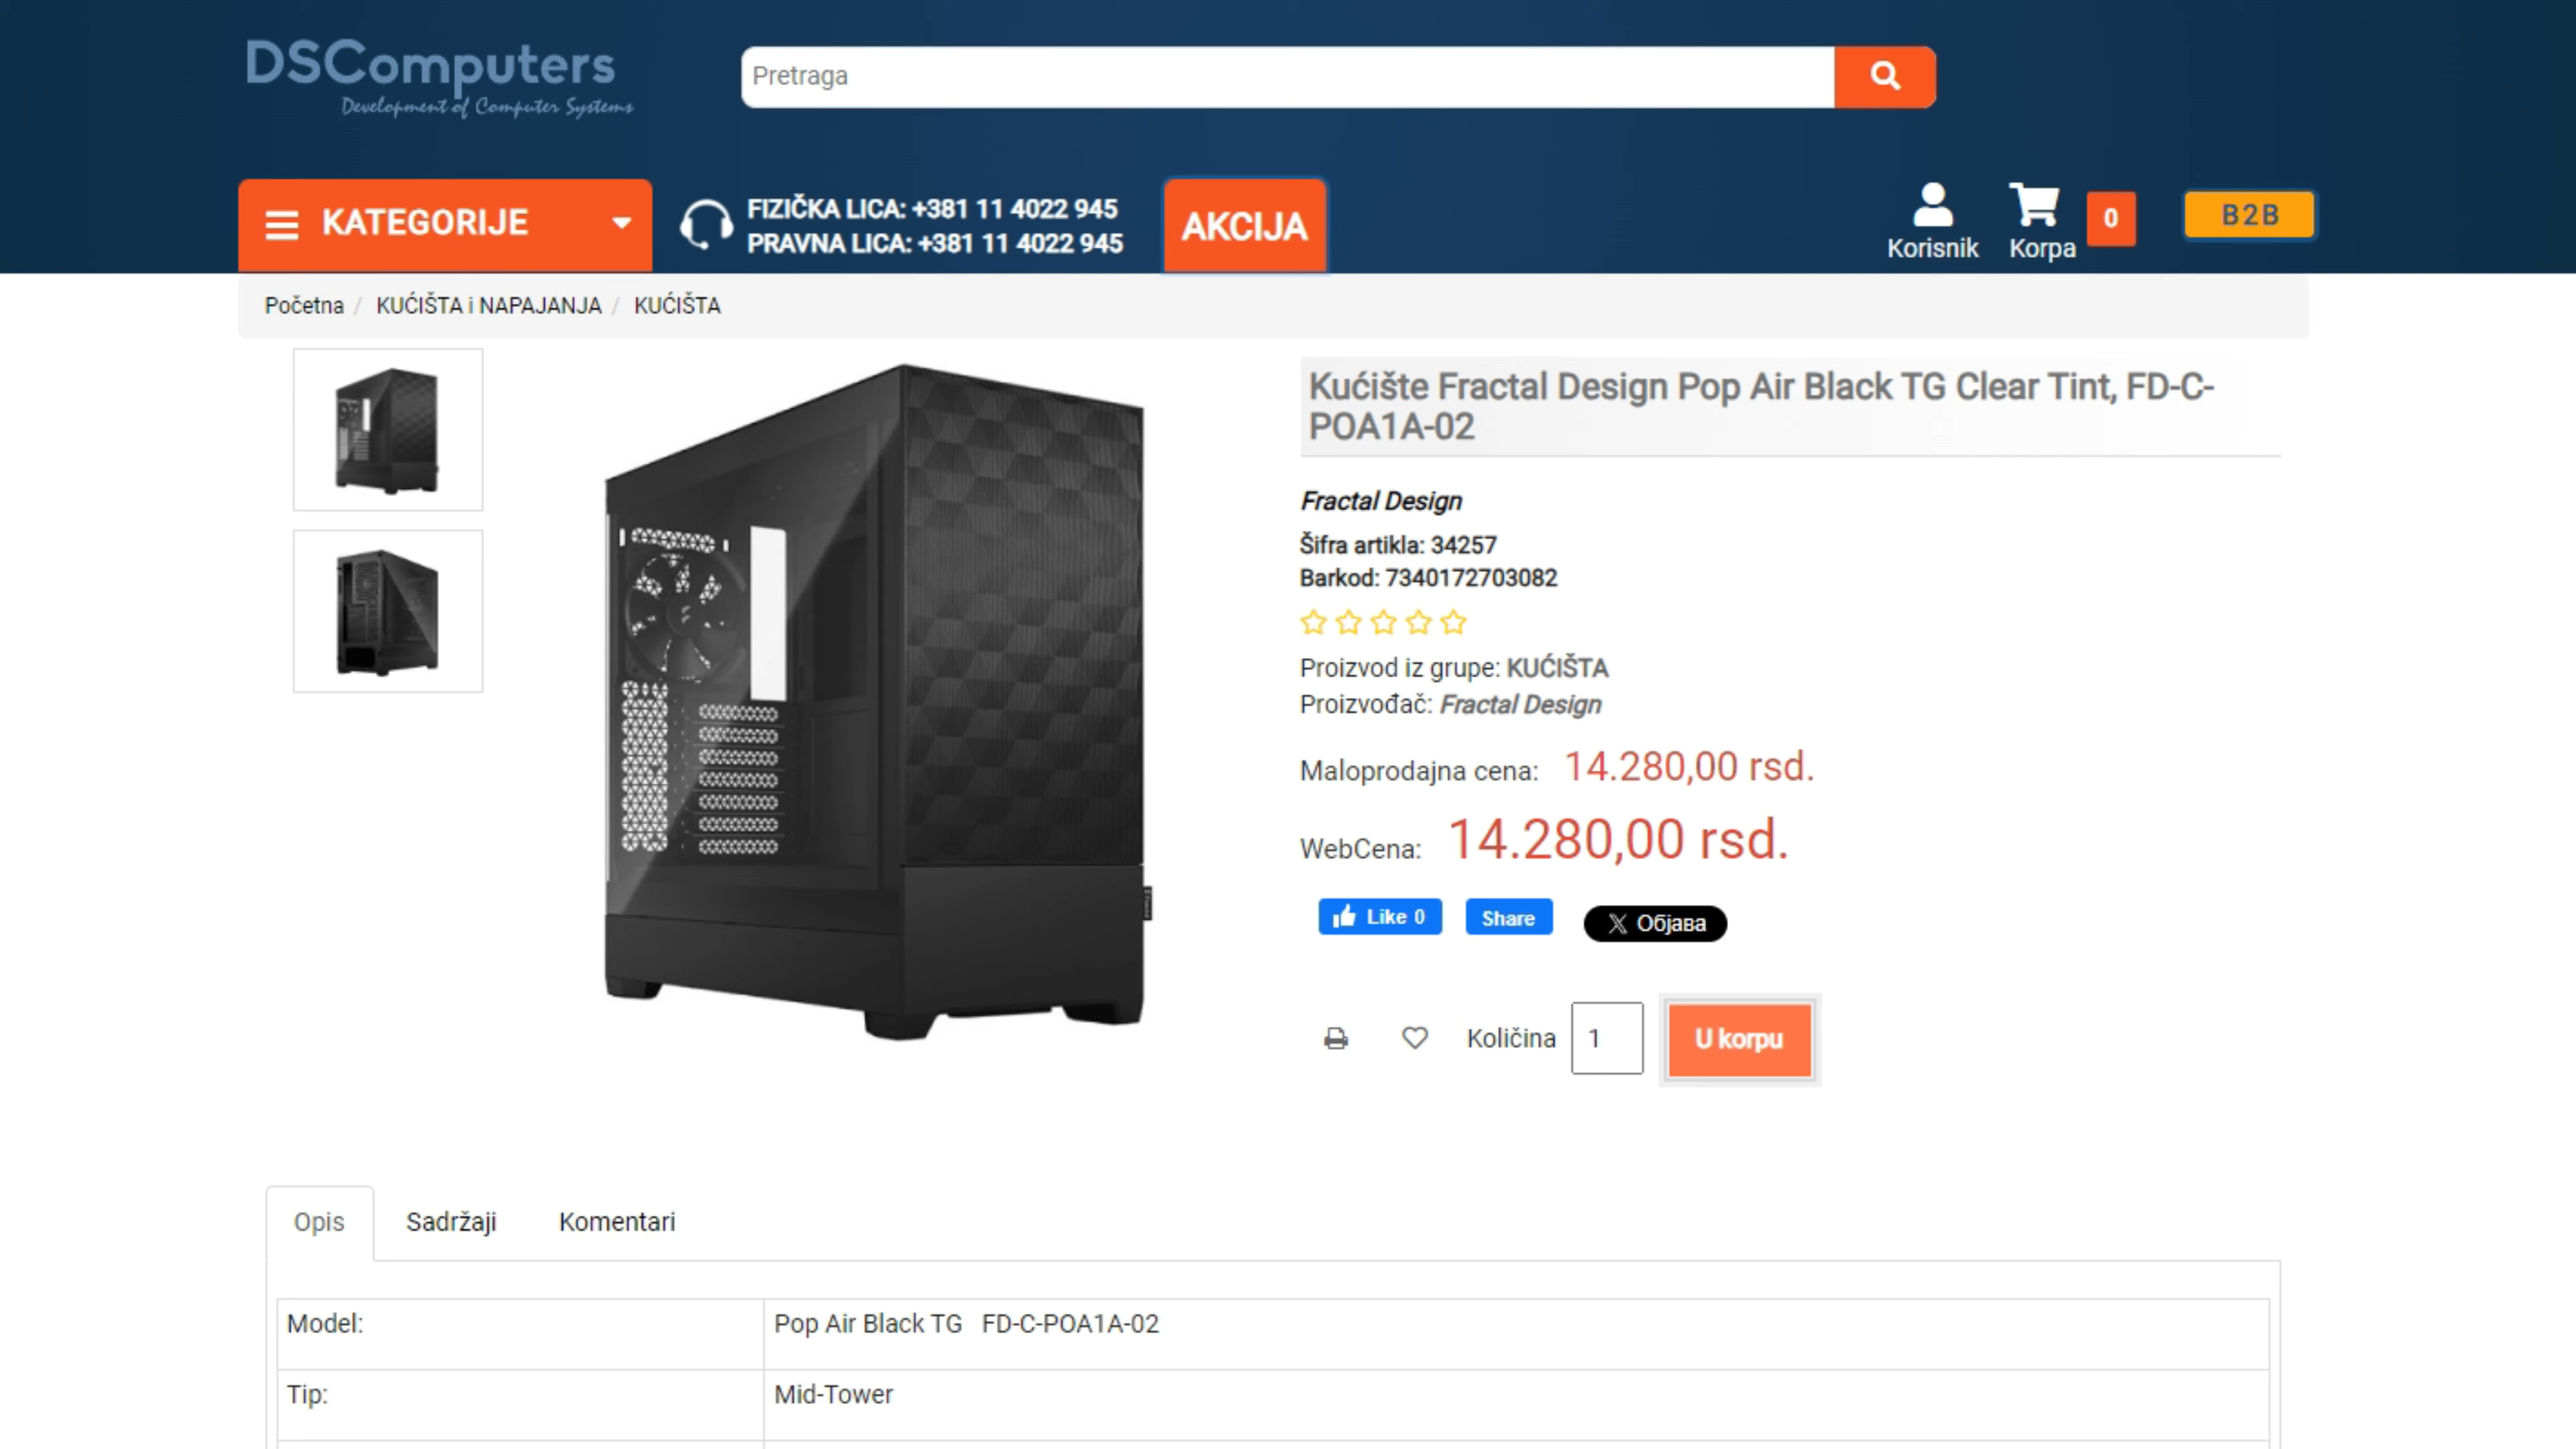 DSComputers
Development of Computer Systems
Pretraga
KATEGORIJE
FIZIČKA LICA: +381 11 4022 945
PRAVNA LICA: +381 11 4022 945
AKCIJA
Korisnik
Korpa
0
B2B
Početna / KUĆIŠTA i NAPAJANJA / KUĆIŠTA
Kućište Fractal Design Pop Air Black TG Clear Tint, FD-C-
POA1A-02
Fractal Design
Šifra artikla: 34257
Barkod: 7340172703082
Proizvod iz grupe: KUĆIŠTA
Proizvođač: Fractal Design
Maloprodajna cena: 14.280,00 rsd.
WebCena: 14.280,00 rsd.
Like 0
Share
X Објава
Količina
1
U korpu
Opis
Sadržaji
Komentari
Model: Pop Air Black TG FD-C-POA1A-02
Tip: Mid-Tower